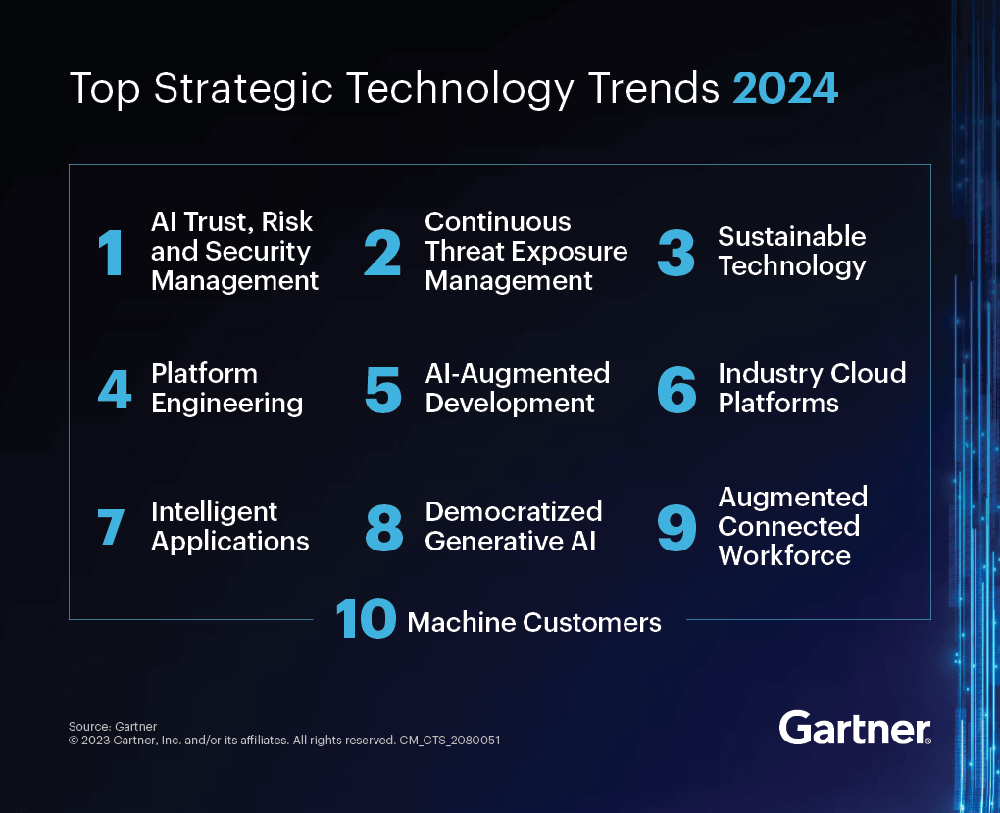 Top Strategic Technology Trends 2024
1
AI Trust, Risk
and Security
Management
2
Continuous
Threat Exposure
Management
3
Sustainable
Technology
4
Platform
Engineering
5
AI-Augmented
Development
6
Industry Cloud
Platforms
7
Intelligent
Applications
8
Democratized
Generative AI
9
Augmented
Connected
Workforce
10 Machine Customers
Source: Gartner
© 2023 Gartner, Inc. and/or its affiliates. All rights reserved. CM_GTS_2080051
Gartner®